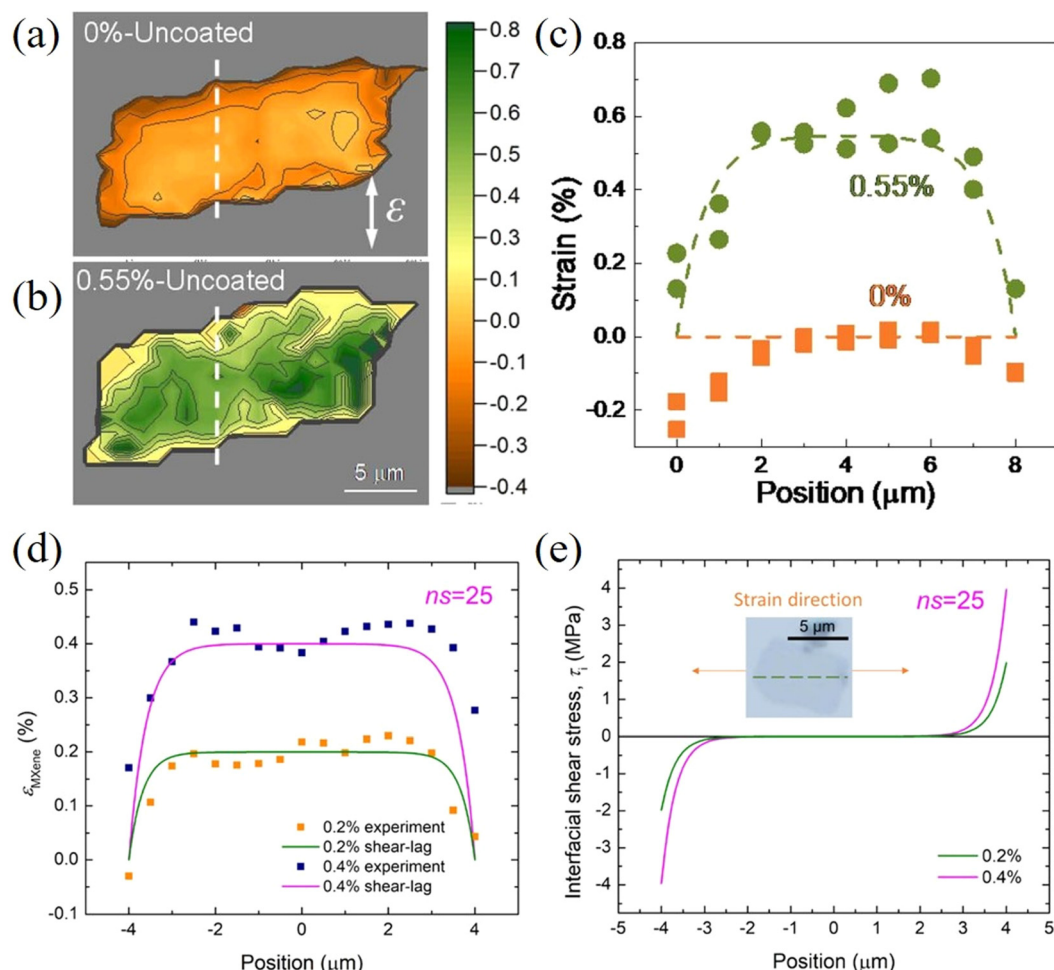 (a)
0%-Uncoated
ε
(b)
0.55%-Uncoated
5 μm
0.8
0.7
0.6
0.5
0.4
0.3
0.2
0.1
0.0
-0.1
-0.2
-0.3
-0.4
(c)
0.8
0.6
0.4
0.2
0.0
-0.2
Strain (%)
0.55%
0%
0 2 4 6 8
Position (μm)
(d)
ns=25
0.5
0.4
0.3
0.2
0.1
0.0
-0.1
εMXene (%)
0.2% experiment
0.2% shear-lag
0.4% experiment
0.4% shear-lag
-4 -2 0 2 4
Position (μm)
(e)
Strain direction
ns=25
5 μm
4
3
2
1
0
-1
-2
-3
-4
Interfacial shear stress, τi (MPa)
0.2%
0.4%
-5 -4 -3 -2 -1 0 1 2 3 4 5
Position (μm)